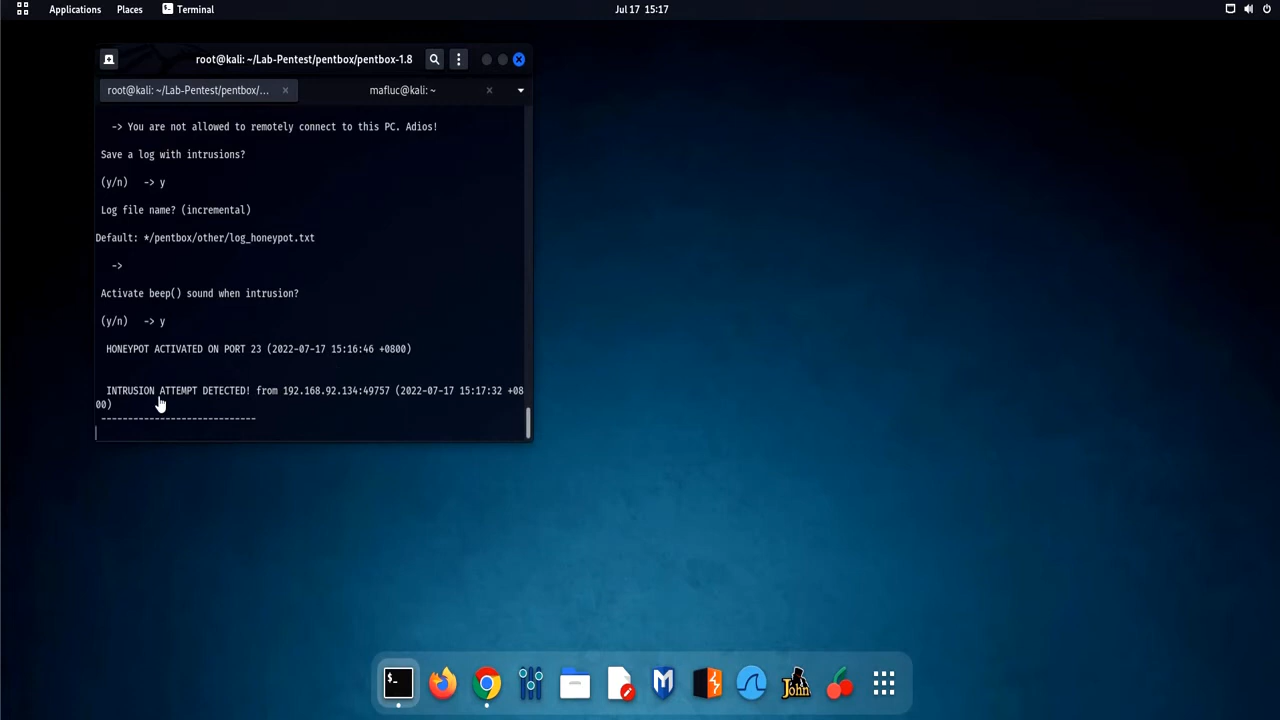 Applications Places Terminal Jul 17 15:17
root@kali: ~/Lab-Pentest/pentbox/pentbox-1.8
root@kali: ~/Lab-Pentest/pentbox/... mafluc@kali: ~
-> You are not allowed to remotely connect to this PC. Adios!
Save a log with intrusions?
(y/n) -> y
Log file name? (incremental)
Default: */pentbox/other/log_honeypot.txt
->
Activate beep() sound when intrusion?
(y/n) -> y
HONEYPOT ACTIVATED ON PORT 23 (2022-07-17 15:16:46 +0800)
INTRUSION ATTEMPT DETECTED! from 192.168.92.134:49757 (2022-07-17 15:17:32 +08
00)
-----------------------------
$-
John